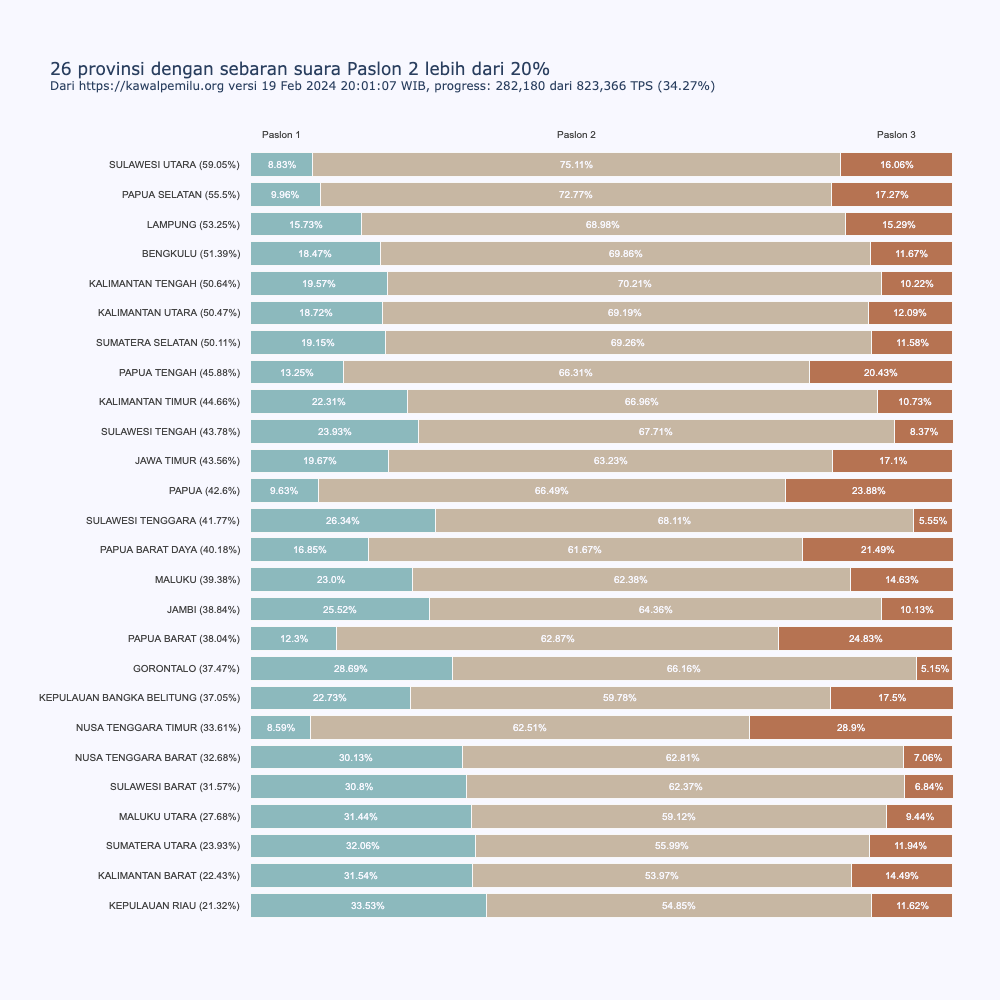 26 provinsi dengan sebaran suara Paslon 2 lebih dari 20%
Dari https://kawalpemilu.org versi 19 Feb 2024 20:01:07 WIB, progress: 282,180 dari 823,366 TPS (34.27%)
Paslon 1 Paslon 2 Paslon 3
SULAWESI UTARA (59.05%) 8.83% 75.11% 16.06%
PAPUA SELATAN (55.5%) 9.96% 72.77% 17.27%
LAMPUNG (53.25%) 15.73% 68.98% 15.29%
BENGKULU (51.39%) 18.47% 69.86% 11.67%
KALIMANTAN TENGAH (50.64%) 19.57% 70.21% 10.22%
KALIMANTAN UTARA (50.47%) 18.72% 69.19% 12.09%
SUMATERA SELATAN (50.11%) 19.15% 69.26% 11.58%
PAPUA TENGAH (45.88%) 13.25% 66.31% 20.43%
KALIMANTAN TIMUR (44.66%) 22.31% 66.96% 10.73%
SULAWESI TENGAH (43.78%) 23.93% 67.71% 8.37%
JAWA TIMUR (43.56%) 19.67% 63.23% 17.1%
PAPUA (42.6%) 9.63% 66.49% 23.88%
SULAWESI TENGGARA (41.77%) 26.34% 68.11% 5.55%
PAPUA BARAT DAYA (40.18%) 16.85% 61.67% 21.49%
MALUKU (39.38%) 23.0% 62.38% 14.63%
JAMBI (38.84%) 25.52% 64.36% 10.13%
PAPUA BARAT (38.04%) 12.3% 62.87% 24.83%
GORONTALO (37.47%) 28.69% 66.16% 5.15%
KEPULAUAN BANGKA BELITUNG (37.05%) 22.73% 59.78% 17.5%
NUSA TENGGARA TIMUR (33.61%) 8.59% 62.51% 28.9%
NUSA TENGGARA BARAT (32.68%) 30.13% 62.81% 7.06%
SULAWESI BARAT (31.57%) 30.8% 62.37% 6.84%
MALUKU UTARA (27.68%) 31.44% 59.12% 9.44%
SUMATERA UTARA (23.93%) 32.06% 55.99% 11.94%
KALIMANTAN BARAT (22.43%) 31.54% 53.97% 14.49%
KEPULAUAN RIAU (21.32%) 33.53% 54.85% 11.62%